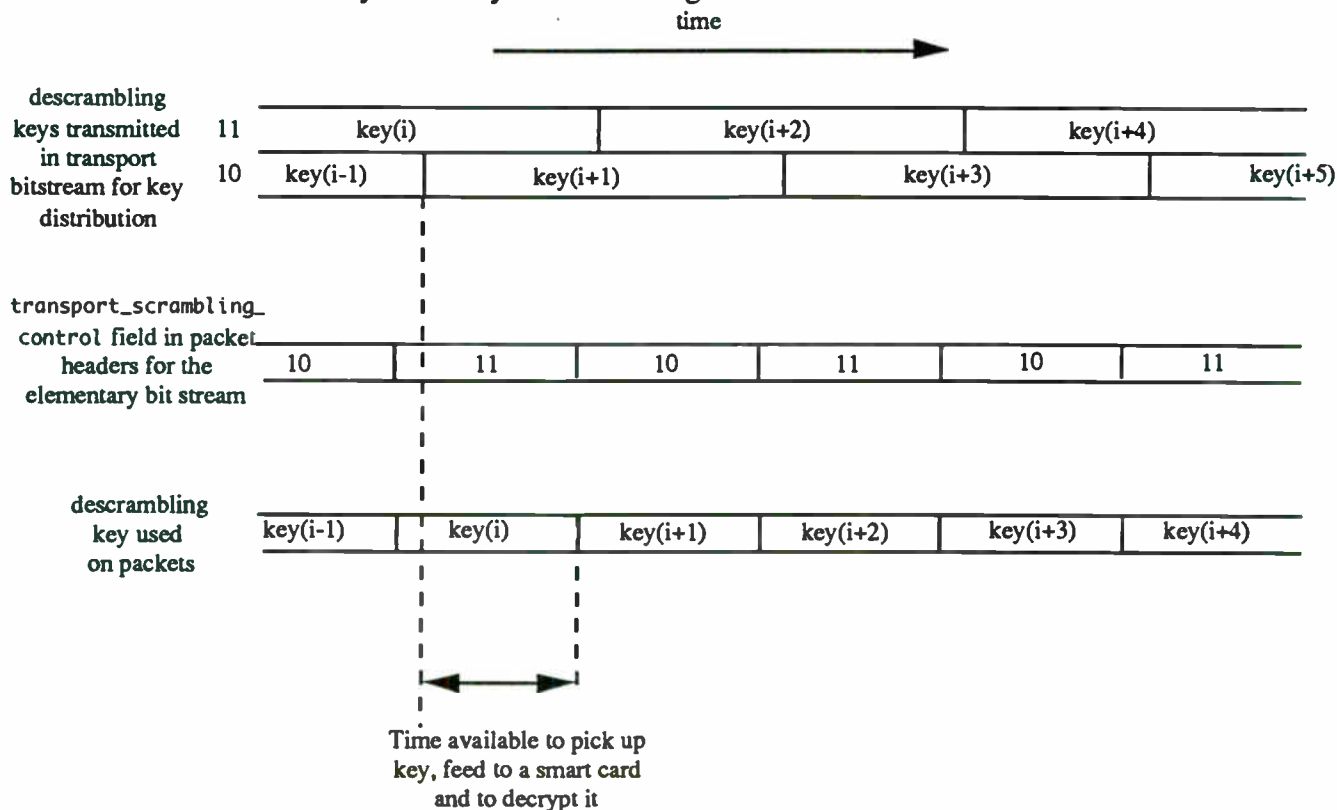 time
descrambling
keys transmitted
in transport
bitstream for key
distribution
11 key(i) key(i+2) key(i+4)
10 key(i-1) key(i+1) key(i+3) key(i+5)
transport_scrambling_
control field in packet
headers for the
elementary bit stream
10 11 10 11 10 11
descrambling
key used
on packets
key(i-1) key(i) key(i+1) key(i+2) key(i+3) key(i+4)
Time available to pick up
key, feed to a smart card
and to decrypt it